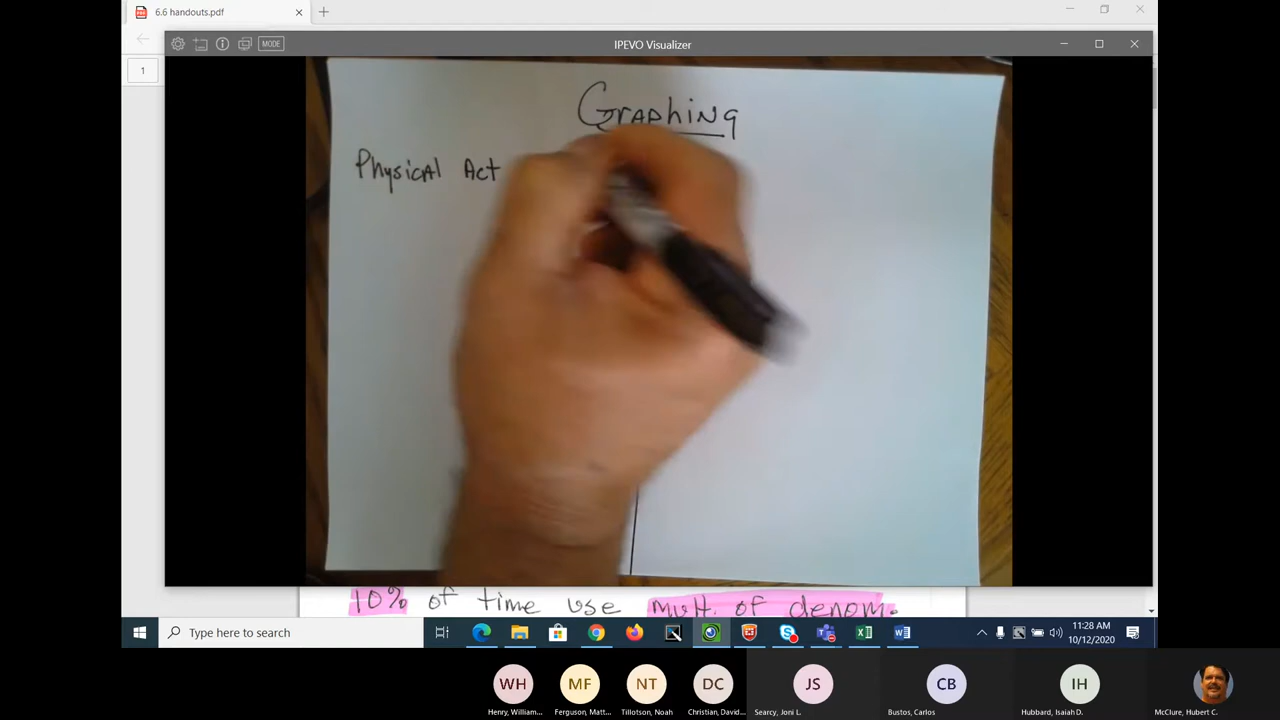 6.6 handouts.pdf
MODE
IPEVO Visualizer
1
Graphing
Physical Act
10% of time use mult. of denom.
Type here to search
11:28 AM
10/12/2020
WH
MF
NT
DC
JS
CB
IH
Henry, William...
Ferguson, Matt...
Tillotson, Noah
Christian, David...
Searcy, Joni L.
Bustos, Carlos
Hubbard, Isaiah D.
McClure, Hubert C.